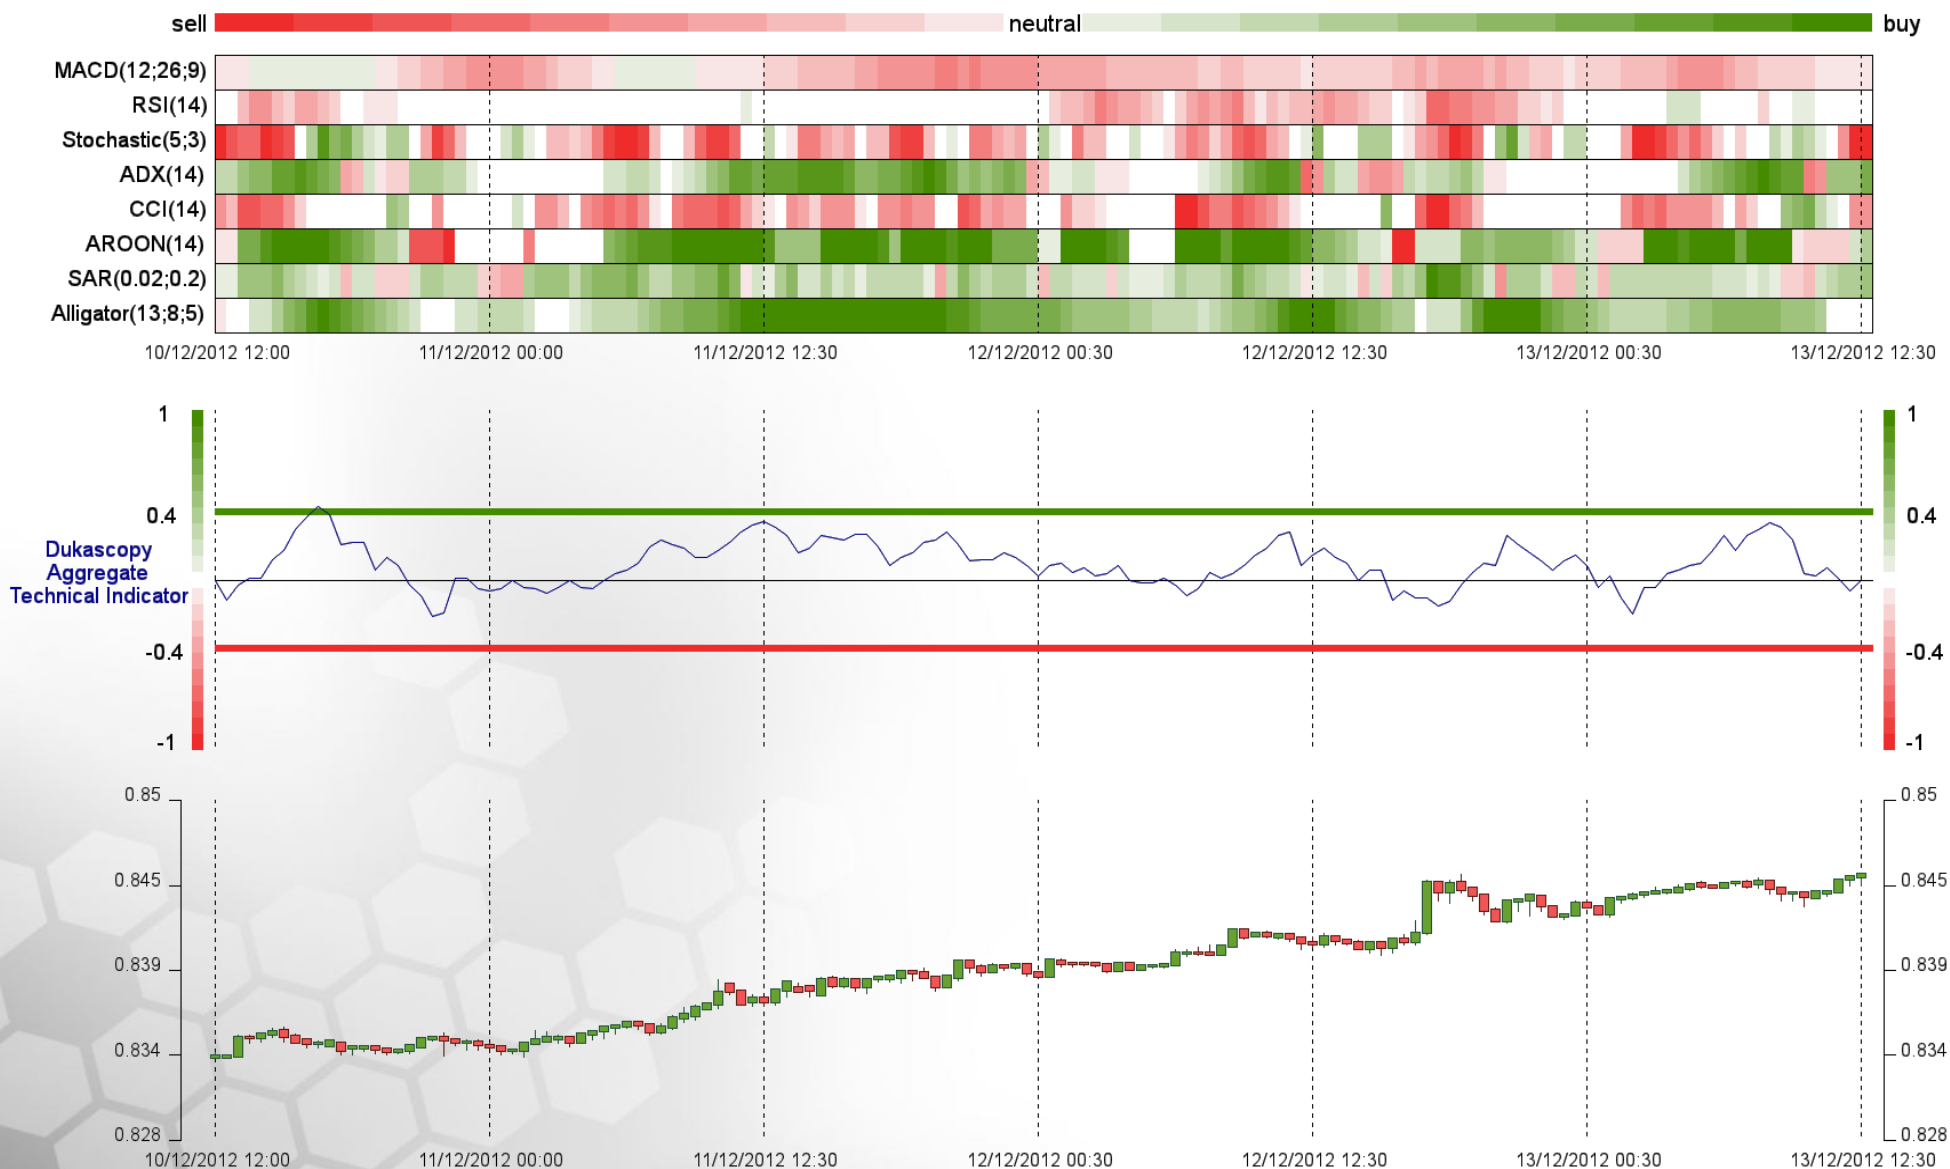 sell neutral buy
MACD(12;26;9)
RSI(14)
Stochastic(5;3)
ADX(14)
CCI(14)
AROON(14)
SAR(0.02;0.2)
Alligator(13;8;5)
10/12/2012 12:00 11/12/2012 00:00 11/12/2012 12:30 12/12/2012 00:30 12/12/2012 12:30 13/12/2012 00:30 13/12/2012 12:30
1 1
0.4 0.4
Dukascopy
Aggregate
Technical Indicator
-0.4 -0.4
-1 -1
0.85 0.85
0.845 0.845
0.839 0.839
0.834 0.834
0.828 0.828
10/12/2012 12:00 11/12/2012 00:00 11/12/2012 12:30 12/12/2012 00:30 12/12/2012 12:30 13/12/2012 00:30 13/12/2012 12:30